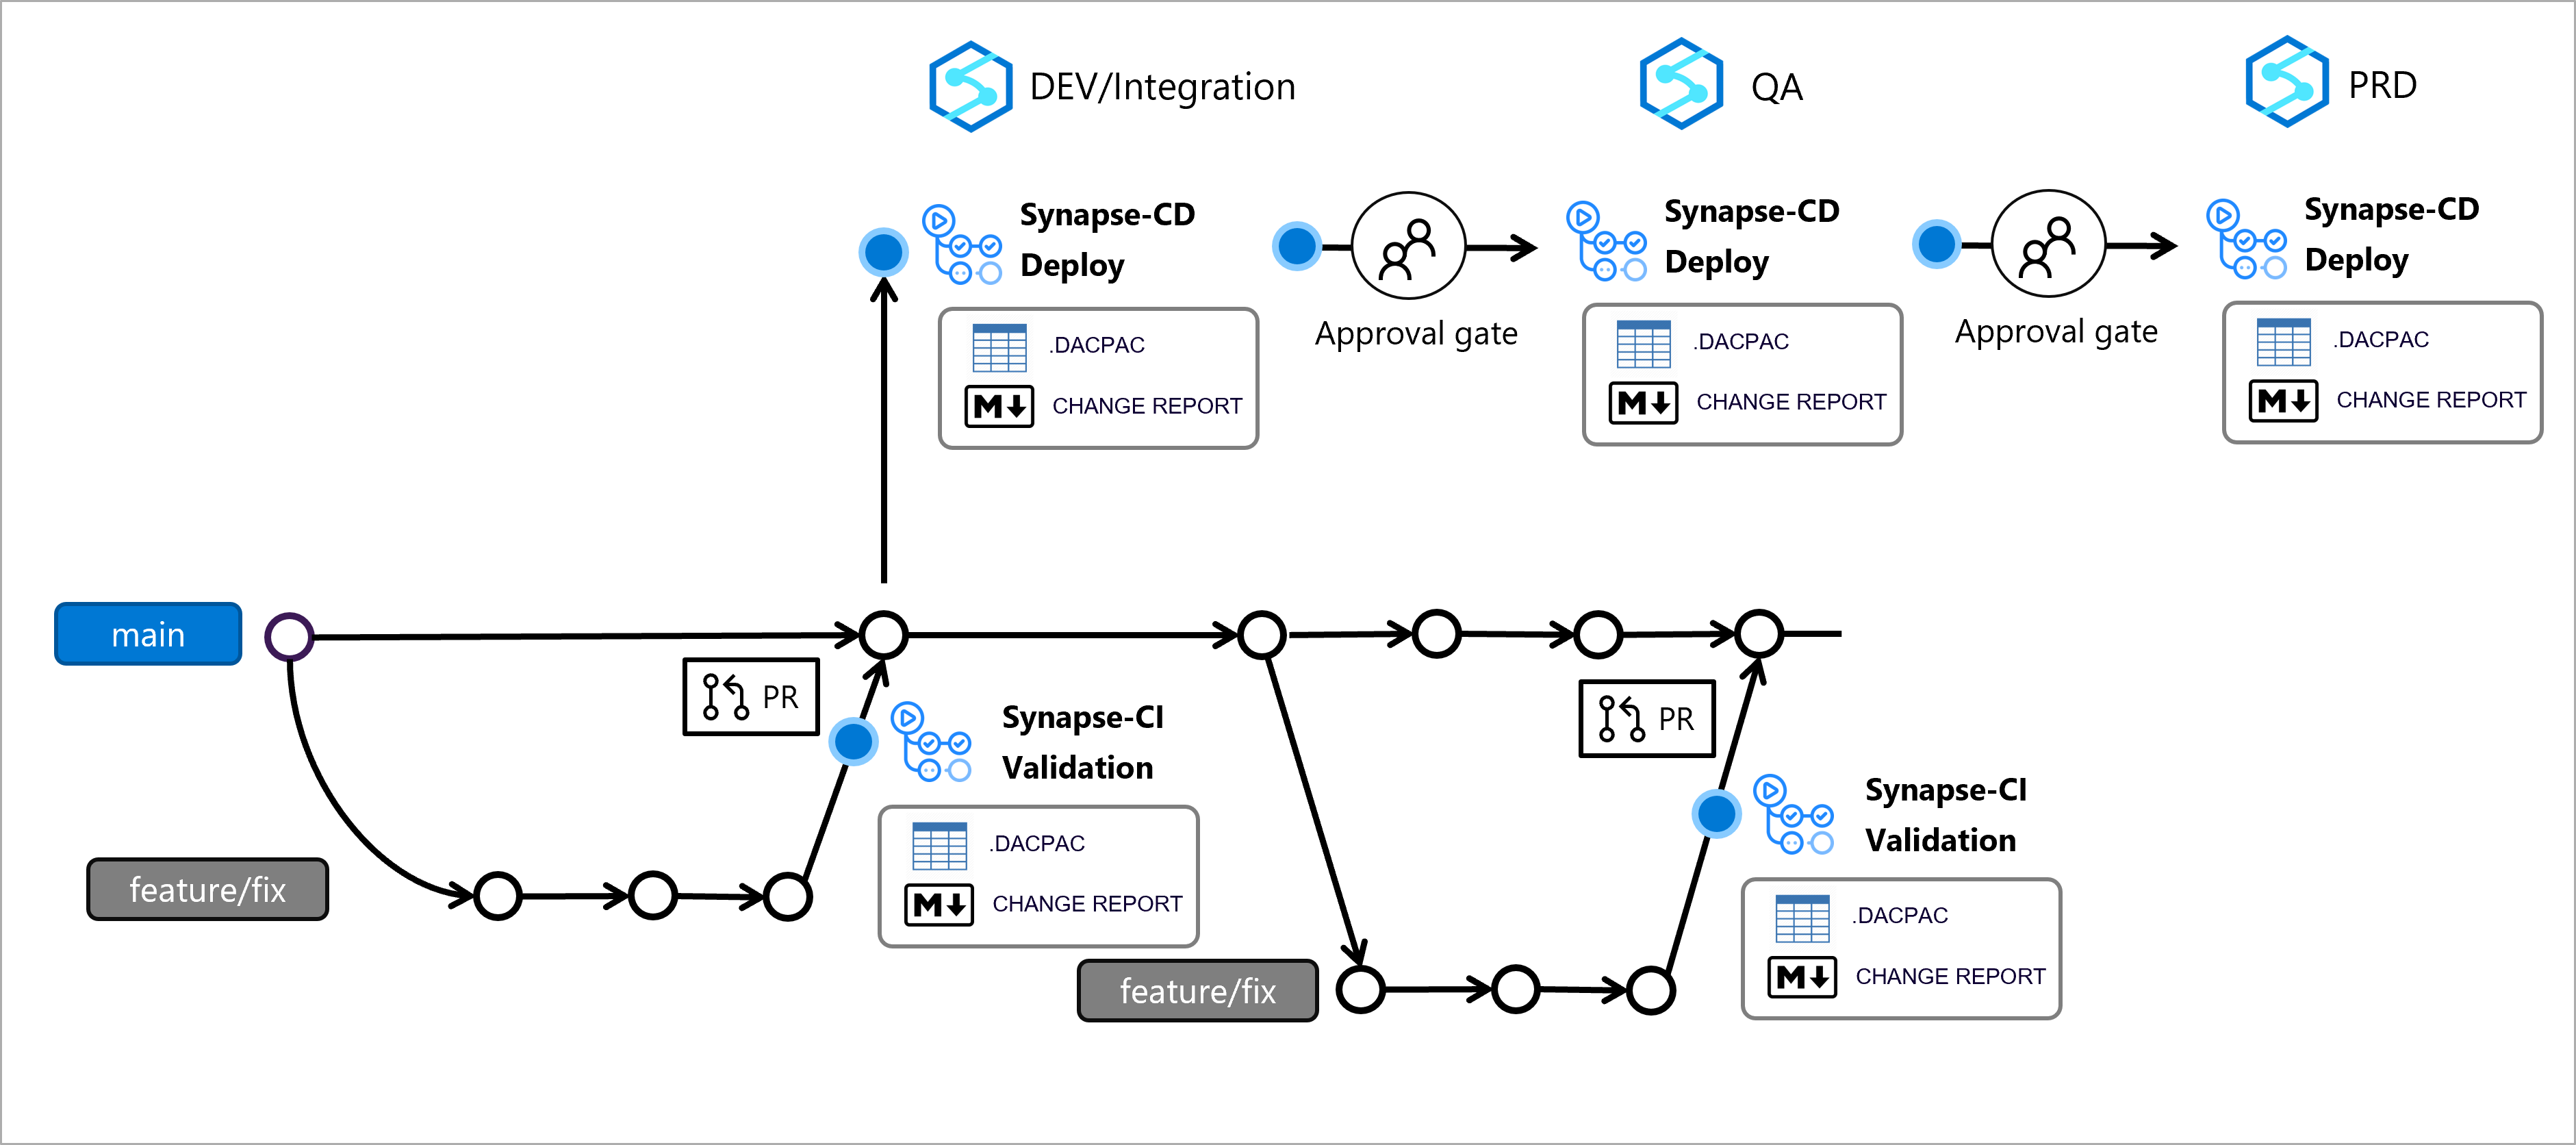 DEV/Integration
QA
PRD
Synapse-CD
Deploy
.DACPAC
M
CHANGE REPORT
Approval gate
Synapse-CD
Deploy
.DACPAC
M
CHANGE REPORT
Approval gate
Synapse-CD
Deploy
.DACPAC
M
CHANGE REPORT
main
PR
Synapse-CI
Validation
.DACPAC
M
CHANGE REPORT
feature/fix
PR
Synapse-CI
Validation
.DACPAC
M
CHANGE REPORT
feature/fix